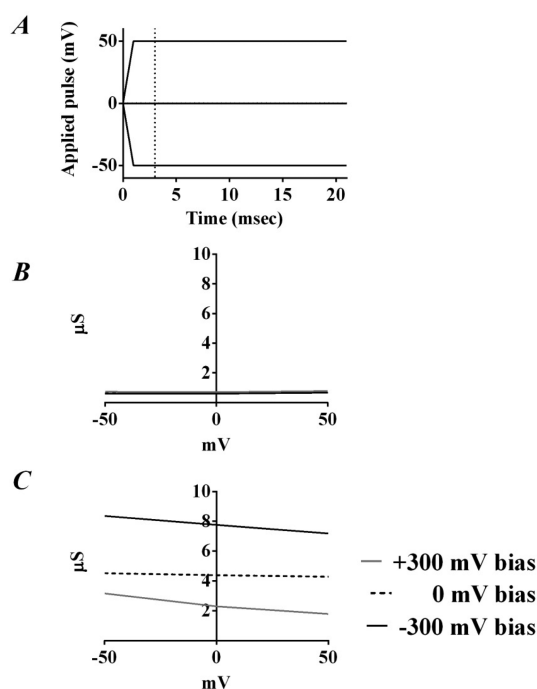 A
Applied pulse (mV)
50
0
-50
0 5 10 15 20
Time (msec)
B
µS
10
8
6
4
2
-50 0 50
mV
C
µS
10
8
6
4
2
-50 0 50
mV
+300 mV bias
0 mV bias
-300 mV bias